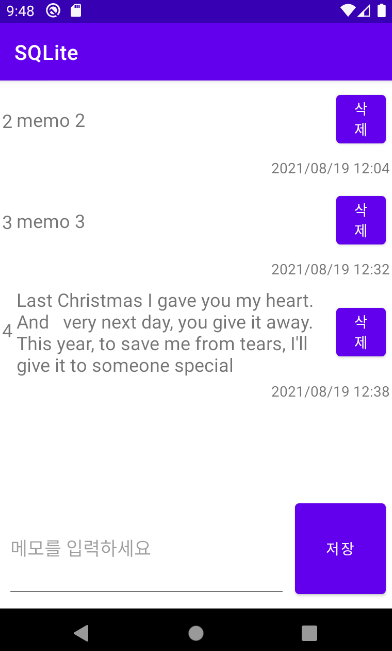 9:48
SQLite
2 memo 2
삭
제
2021/08/19 12:04
3 memo 3
삭
제
2021/08/19 12:32
4
Last Christmas I gave you my heart.
And   very next day, you give it away.
This year, to save me from tears, I'll
give it to someone special
삭
제
2021/08/19 12:38
메모를 입력하세요
저장